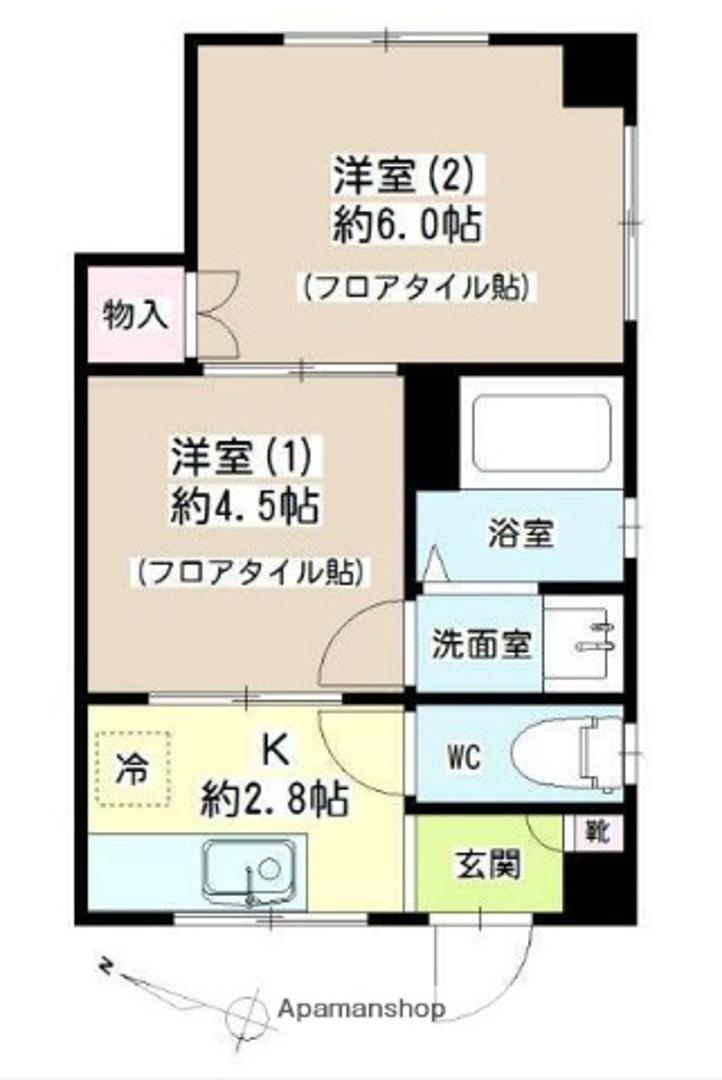 洋室(2)
約6.0帖
(フロアタイル貼)
物入
洋室(1)
約4.5帖
(フロアタイル貼)
浴室
洗面室
冷
K
約2.8帖
WC
玄関
靴
N
Apamanshop